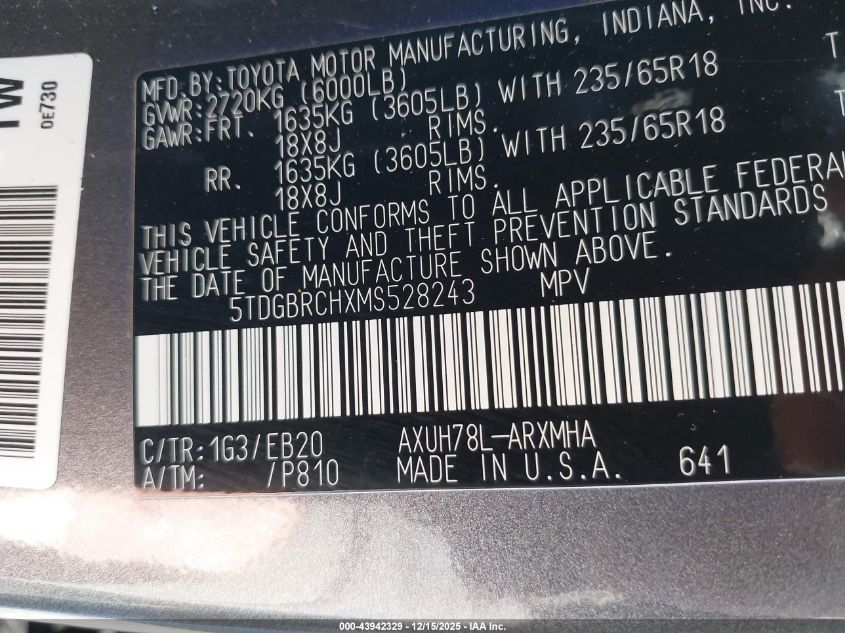 TW
OE730
MFD.BY:TOYOTA MOTOR MANUFACTURING, INDIANA, INC.
GVWR:2720KG (6000LB)
GAWR:FRT. 1635KG (3605LB) WITH 235/65R18 T
18X8J RIMS.
RR. 1635KG (3605LB) WITH 235/65R18 T
18X8J RIMS.
THIS VEHICLE CONFORMS TO ALL APPLICABLE FEDERAL
VEHICLE SAFETY AND THEFT PREVENTION STANDARDS
THE DATE OF MANUFACTURE SHOWN ABOVE.
5TDGBRCHXMS528243 MPV
C/TR:1G3/EB20 AXUH78L-ARXMHA
A/TM: /P810 MADE IN U.S.A. 641
000-43942329 - 12/15/2025 - IAA Inc.